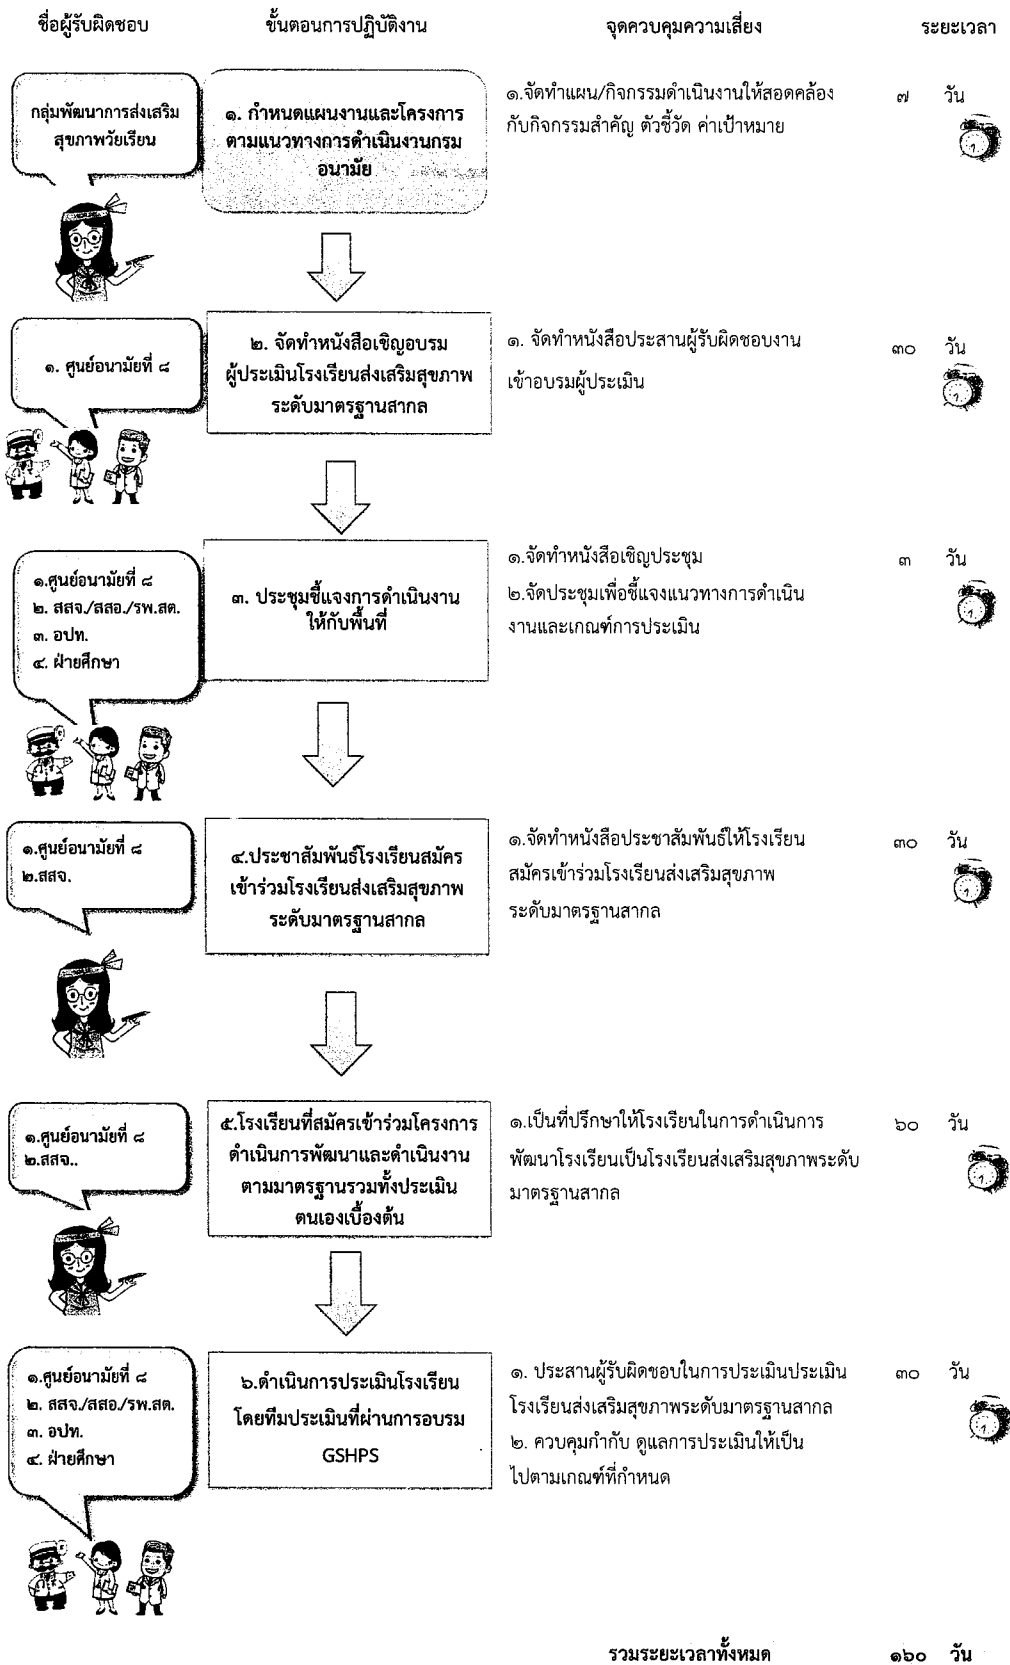 ชื่อผู้รับผิดชอบ
ขั้นตอนการปฏิบัติงาน
จุดควบคุมความเสี่ยง
ระยะเวลา
กลุ่มพัฒนาการส่งเสริม
สุขภาพวัยเรียน
๑. กำหนดแผนงานและโครงการ
ตามแนวทางการดำเนินงานกรม
อนามัย
๑.จัดทำแผน/กิจกรรมดำเนินงานให้สอดคล้อง
กับกิจกรรมสำคัญ ตัวชี้วัด ค่าเป้าหมาย
๗ วัน
๑. ศูนย์อนามัยที่ ๘
๒. จัดทำหนังสือเชิญอบรม
ผู้ประเมินโรงเรียนส่งเสริมสุขภาพ
ระดับมาตรฐานสากล
๑. จัดทำหนังสือประสานผู้รับผิดชอบงาน
เข้าอบรมผู้ประเมิน
๓๐ วัน
๑.ศูนย์อนามัยที่ ๘
๒. สสจ./สสอ./รพ.สต.
๓. อปท.
๔. ฝ่ายศึกษา
๓. ประชุมชี้แจงการดำเนินงาน
ให้กับพื้นที่
๑.จัดทำหนังสือเชิญประชุม
๒.จัดประชุมเพื่อชี้แจงแนวทางการดำเนิน
งานและเกณฑ์การประเมิน
๓ วัน
๑.ศูนย์อนามัยที่ ๘
๒.สสจ.
๔.ประชาสัมพันธ์โรงเรียนสมัคร
เข้าร่วมโรงเรียนส่งเสริมสุขภาพ
ระดับมาตรฐานสากล
๑.จัดทำหนังสือประชาสัมพันธ์ให้โรงเรียน
สมัครเข้าร่วมโรงเรียนส่งเสริมสุขภาพ
ระดับมาตรฐานสากล
๓๐ วัน
๑.ศูนย์อนามัยที่ ๘
๒.สสจ..
๕.โรงเรียนที่สมัครเข้าร่วมโครงการ
ดำเนินการพัฒนาและดำเนินงาน
ตามมาตรฐานรวมทั้งประเมิน
ตนเองเบื้องต้น
๑.เป็นที่ปรึกษาให้โรงเรียนในการดำเนินการ
พัฒนาโรงเรียนเป็นโรงเรียนส่งเสริมสุขภาพระดับ
มาตรฐานสากล
๖๐ วัน
๑.ศูนย์อนามัยที่ ๘
๒. สสจ./สสอ./รพ.สต.
๓. อปท.
๔. ฝ่ายศึกษา
๖.ดำเนินการประเมินโรงเรียน
โดยทีมประเมินที่ผ่านการอบรม
GSHPS
๑. ประสานผู้รับผิดชอบในการประเมินประเมิน
โรงเรียนส่งเสริมสุขภาพระดับมาตรฐานสากล
๒. ควบคุมกำกับ ดูแลการประเมินให้เป็น
ไปตามเกณฑ์ที่กำหนด
๓๐ วัน
รวมระยะเวลาทั้งหมด ๑๖๐ วัน